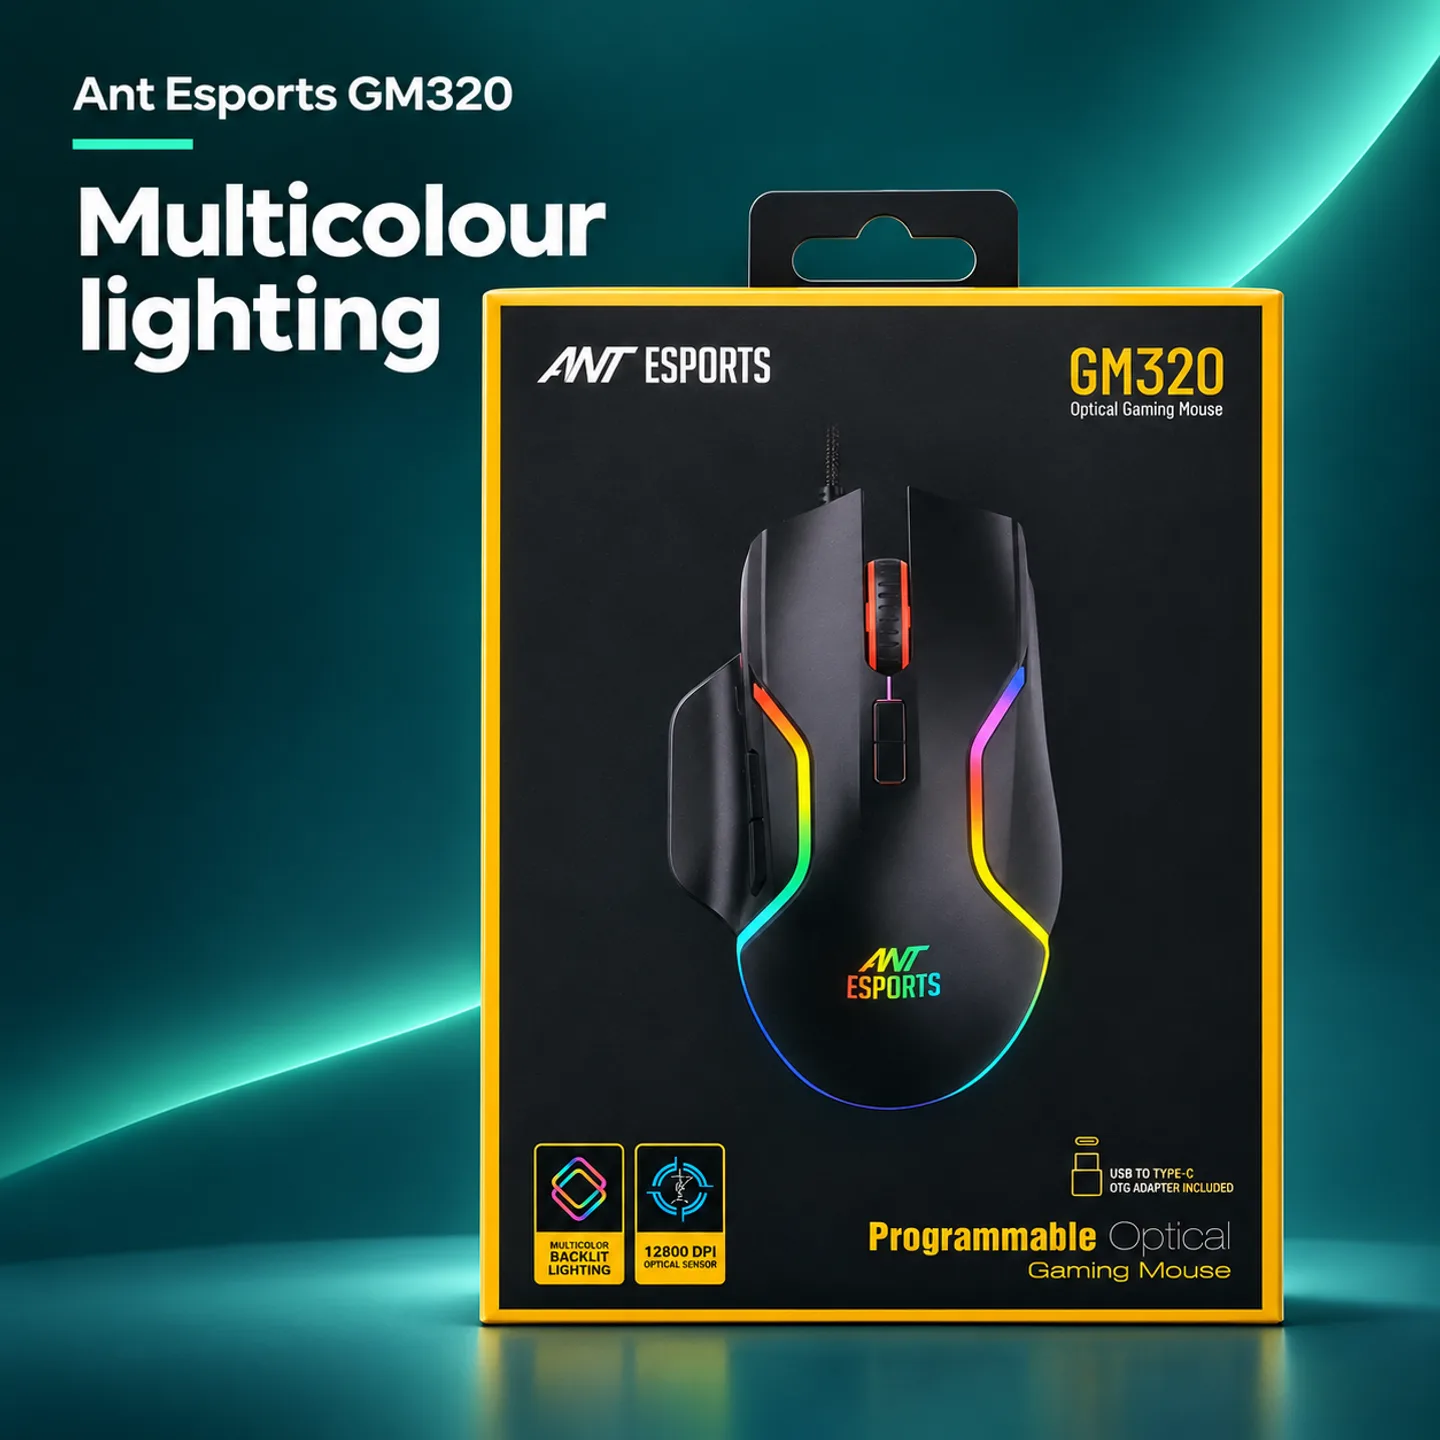 Ant Esports GM320
Multicolour
lighting
ANT ESPORTS
GM320
Optical Gaming Mouse
ANT
ESPORTS
MULTICOLOR
BACKLIT
LIGHTING
12800 DPI
OPTICAL SENSOR
USB TO TYPE-C
OTG ADAPTER INCLUDED
Programmable Optical
Gaming Mouse